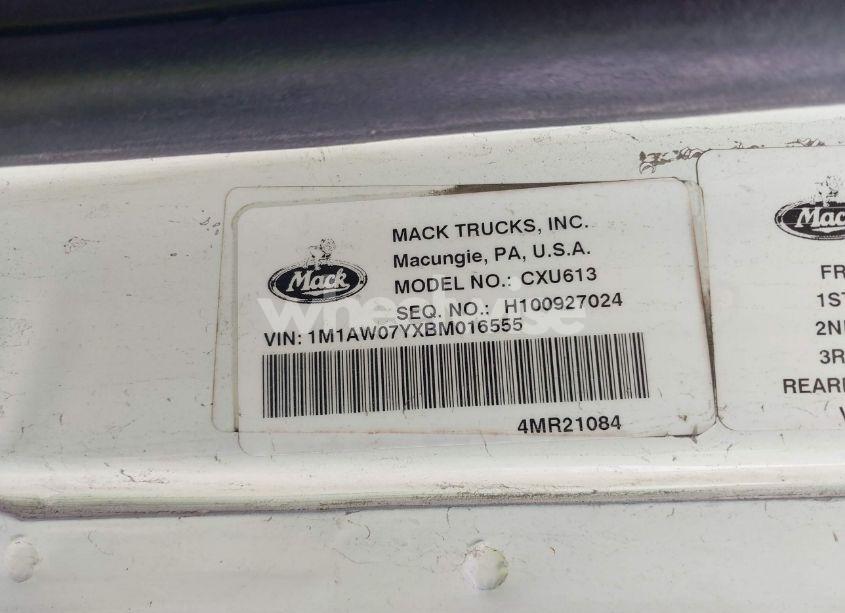 MACK TRUCKS, INC.
Macungie, PA, U.S.A.
MODEL NO.: CXU613
SEQ. NO.: H100927024
VIN: 1M1AW07YXBM016555
4MR21084
Mack
Mack
FR
1ST
2N
3R
REAR
V